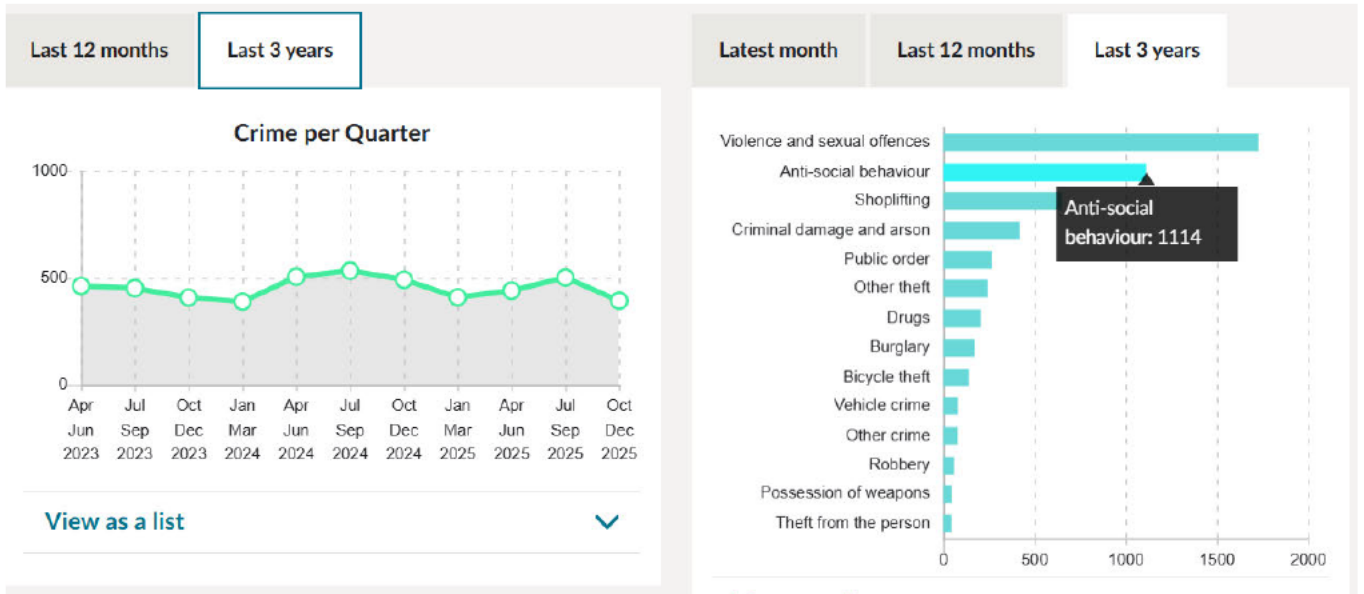 Last 12 months
Last 3 years
Crime per Quarter
1000
500
0
Apr Jul Oct Jan Apr Jul Oct Jan Apr Jul Oct
Jun Sep Dec Mar Jun Sep Dec Mar Jun Sep Dec
2023 2023 2023 2024 2024 2024 2024 2025 2025 2025 2025
View as a list
Latest month
Last 12 months
Last 3 years
Violence and sexual offences
Anti-social behaviour
Shoplifting
Criminal damage and arson
Public order
Other theft
Drugs
Burglary
Bicycle theft
Vehicle crime
Other crime
Robbery
Possession of weapons
Theft from the person
Anti-social
behaviour: 1114
0 500 1000 1500 2000